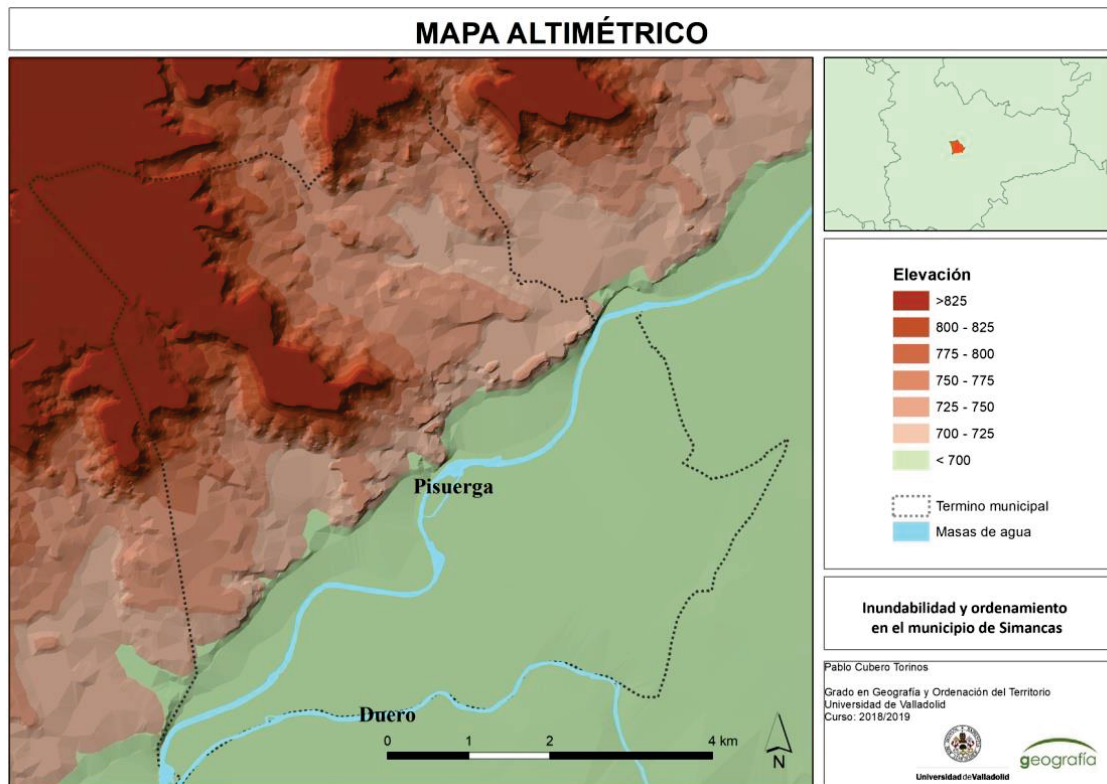 MAPA ALTIMÉTRICO
Pisuerga
Duero
0 1 2 4 km
N
Elevación
>825
800 - 825
775 - 800
750 - 775
725 - 750
700 - 725
< 700
Termino municipal
Masas de agua
Inundabilidad y ordenamiento
en el municipio de Simancas
Pablo Cubero Torinos
Grado en Geografía y Ordenación del Territorio
Universidad de Valladolid
Curso: 2018/2019
Universidad de Valladolid
geografía